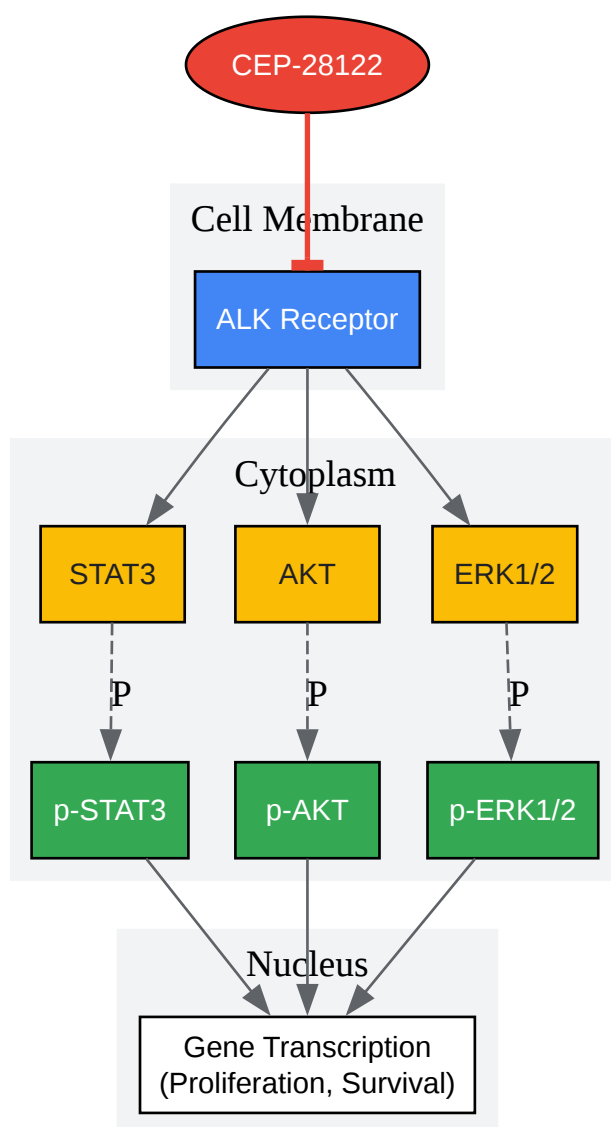 CEP-28122
Cell Membrane
ALK Receptor
Cytoplasm
STAT3 AKT ERK1/2
P P P
p-STAT3 p-AKT p-ERK1/2
Nucleus
Gene Transcription
(Proliferation, Survival)